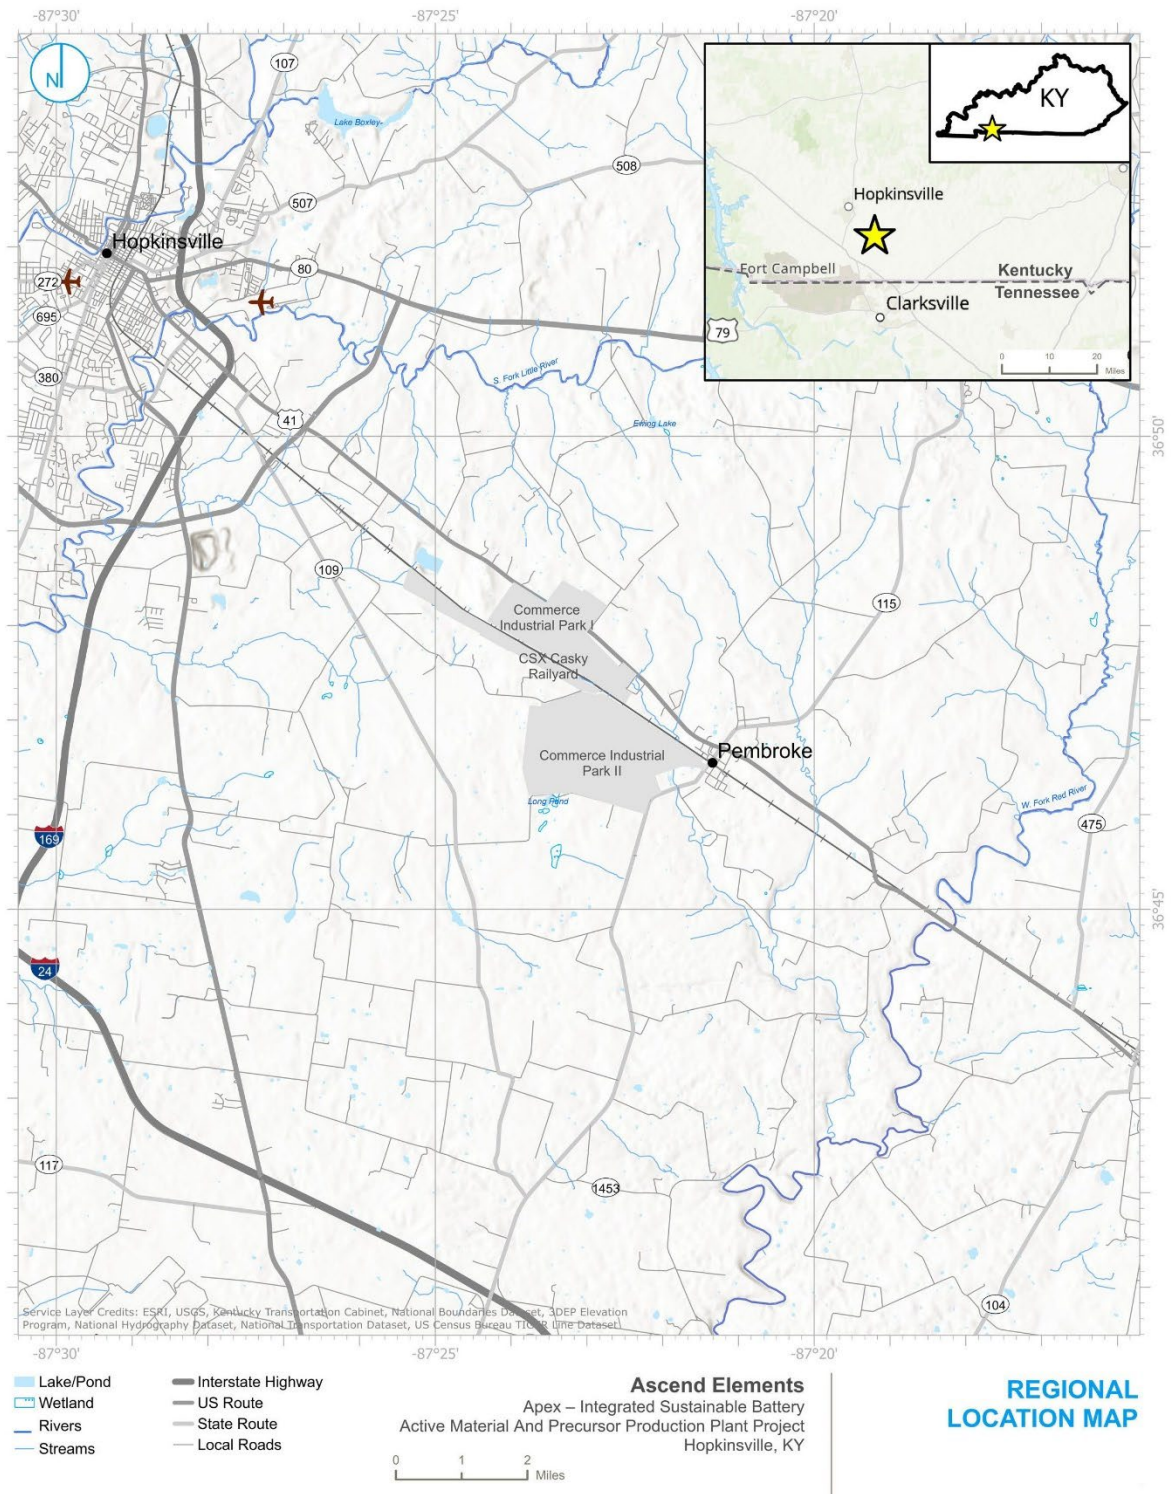 -87°30'
-87°25'
-87°20'
N
107
Lake Boxley
508
507
Hopkinsville
80
272
695
380
S. Fork Little River
41
Effing Lake
36°50'
KY
Hopkinsville
Fort Campbell
Kentucky
Tennessee
Clarksville
79
0 10 20
Miles
109
115
Commerce
Industrial Park I
CSX Casky
Railyard
Commerce Industrial
Park II
Pembroke
Long Pond
W. Fork Red River
475
169
36°45'
24
117
1453
104
Service Layer Credits: ESRI, USGS, Kentucky Transportation Cabinet, National Boundaries Dataset, 3DEP Elevation
Program, National Hydrography Dataset, National Transportation Dataset, US Census Bureau TIGER Line Dataset
-87°30'
-87°25'
-87°20'
Lake/Pond
Wetland
Rivers
Streams
Interstate Highway
US Route
State Route
Local Roads
Ascend Elements
Apex – Integrated Sustainable Battery
Active Material And Precursor Production Plant Project
Hopkinsville, KY
0 1 2
Miles
REGIONAL
LOCATION MAP